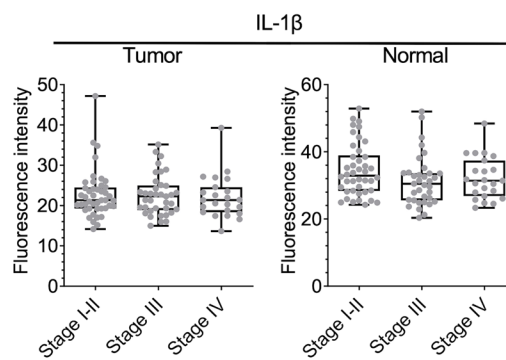 IL-1β
Tumor
Normal
Fluorescence intensity
50
40
30
20
10
0
Stage I-II
Stage III
Stage IV
Fluorescence intensity
60
40
20
0
Stage I-II
Stage III
Stage IV